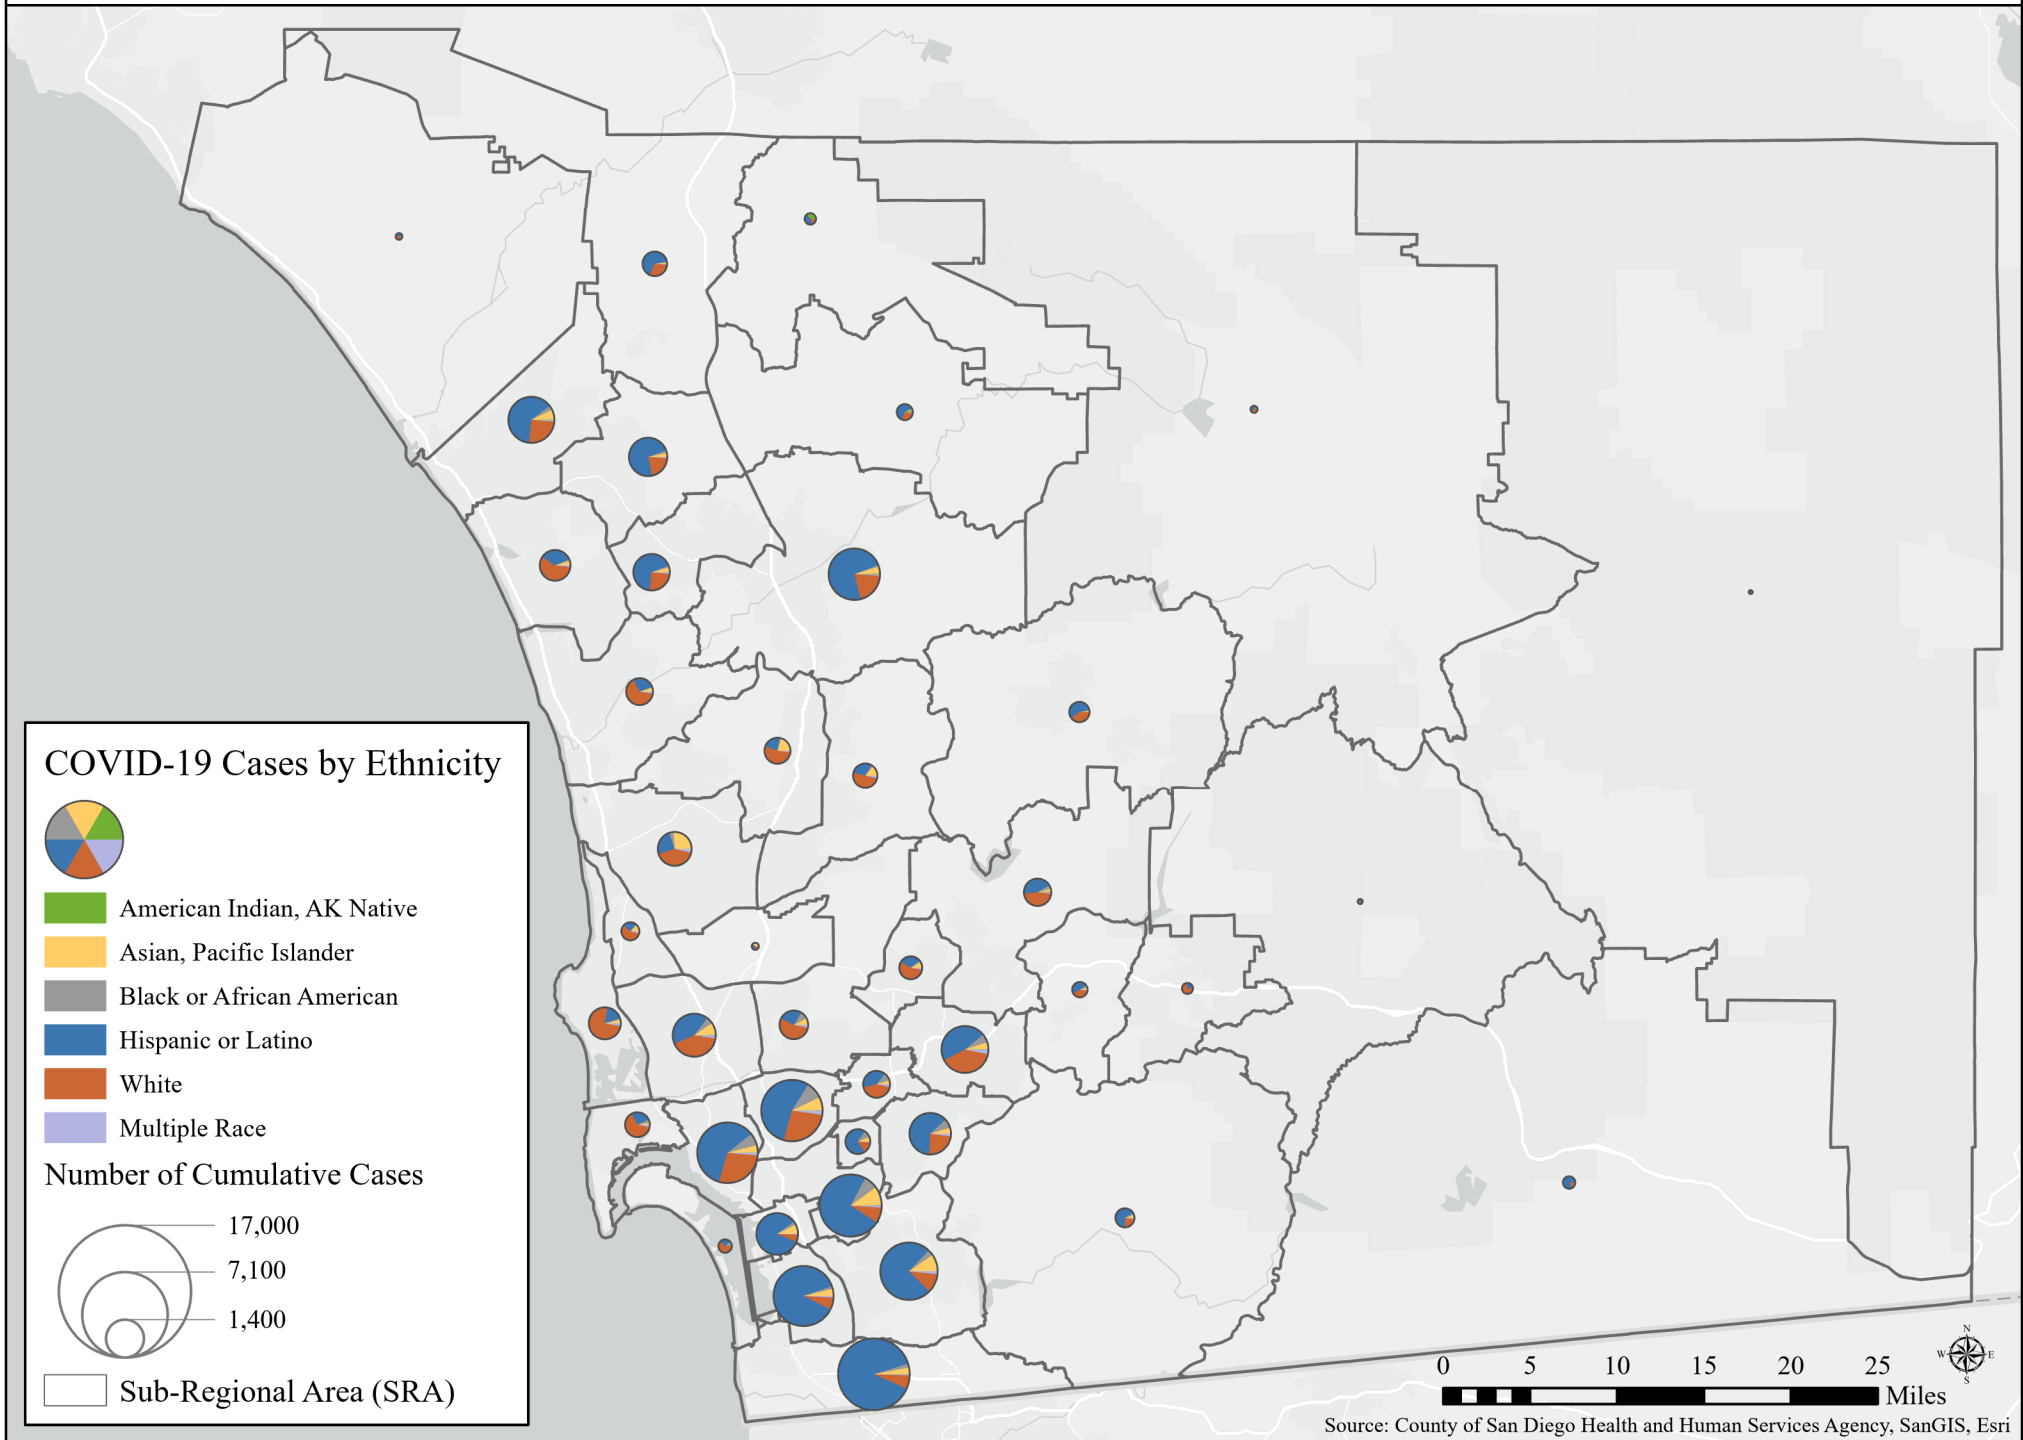 COVID-19 Cases by Ethnicity
American Indian, AK Native
Asian, Pacific Islander
Black or African American
Hispanic or Latino
White
Multiple Race
Number of Cumulative Cases
17,000
7,100
1,400
Sub-Regional Area (SRA)
N
W E
S
0 5 10 15 20 25
Miles
Source: County of San Diego Health and Human Services Agency, SanGIS, Esri